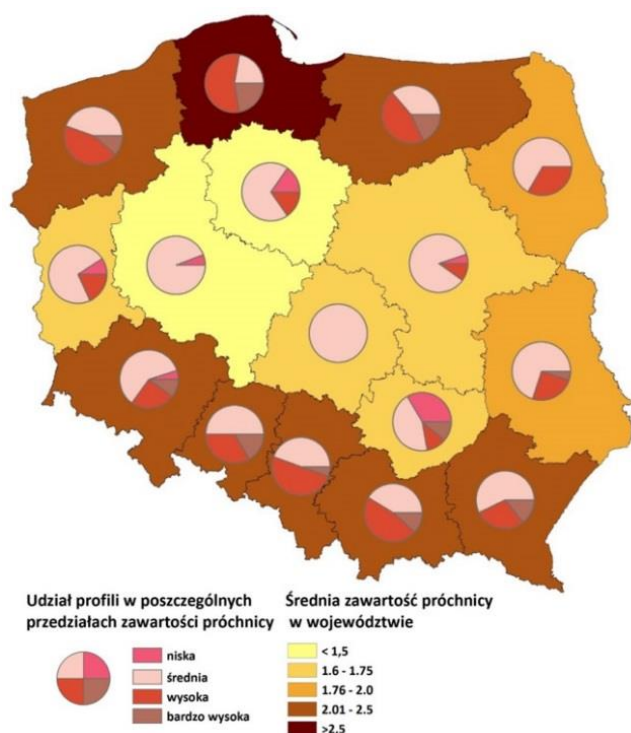 Udział profili w poszczególnych
przedziałach zawartości próchnicy
niska
średnia
wysoka
bardzo wysoka
Średnia zawartość próchnicy
w województwie
< 1,5
1.6 - 1.75
1.76 - 2.0
2.01 - 2.5
>2.5